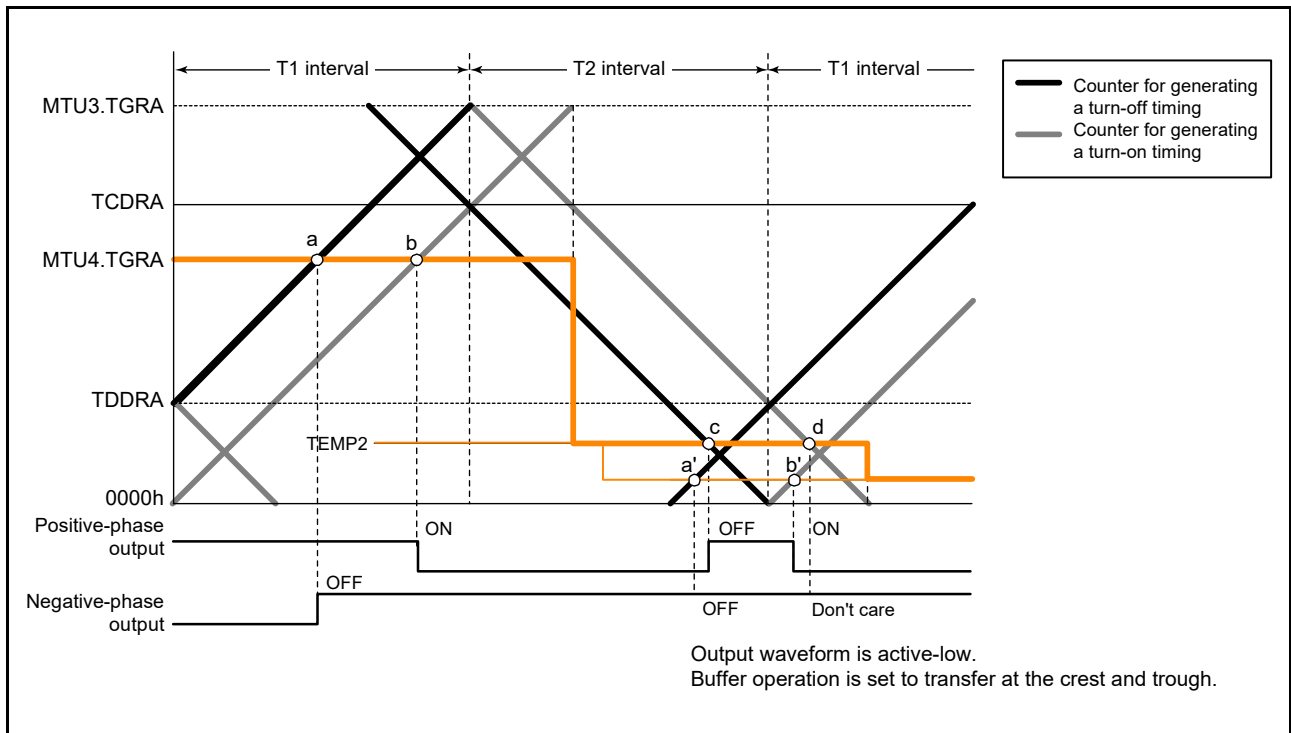 T1 interval
T2 interval
T1 interval
Counter for generating
a turn-off timing
Counter for generating
a turn-on timing
MTU3.TGRA
TCDRA
a
b
MTU4.TGRA
TDDRA
TEMP2
c
d
a'
b'
0000h
Positive-phase
output
ON
OFF
ON
OFF
Negative-phase
output
OFF
Don't care
Output waveform is active-low.
Buffer operation is set to transfer at the crest and trough.